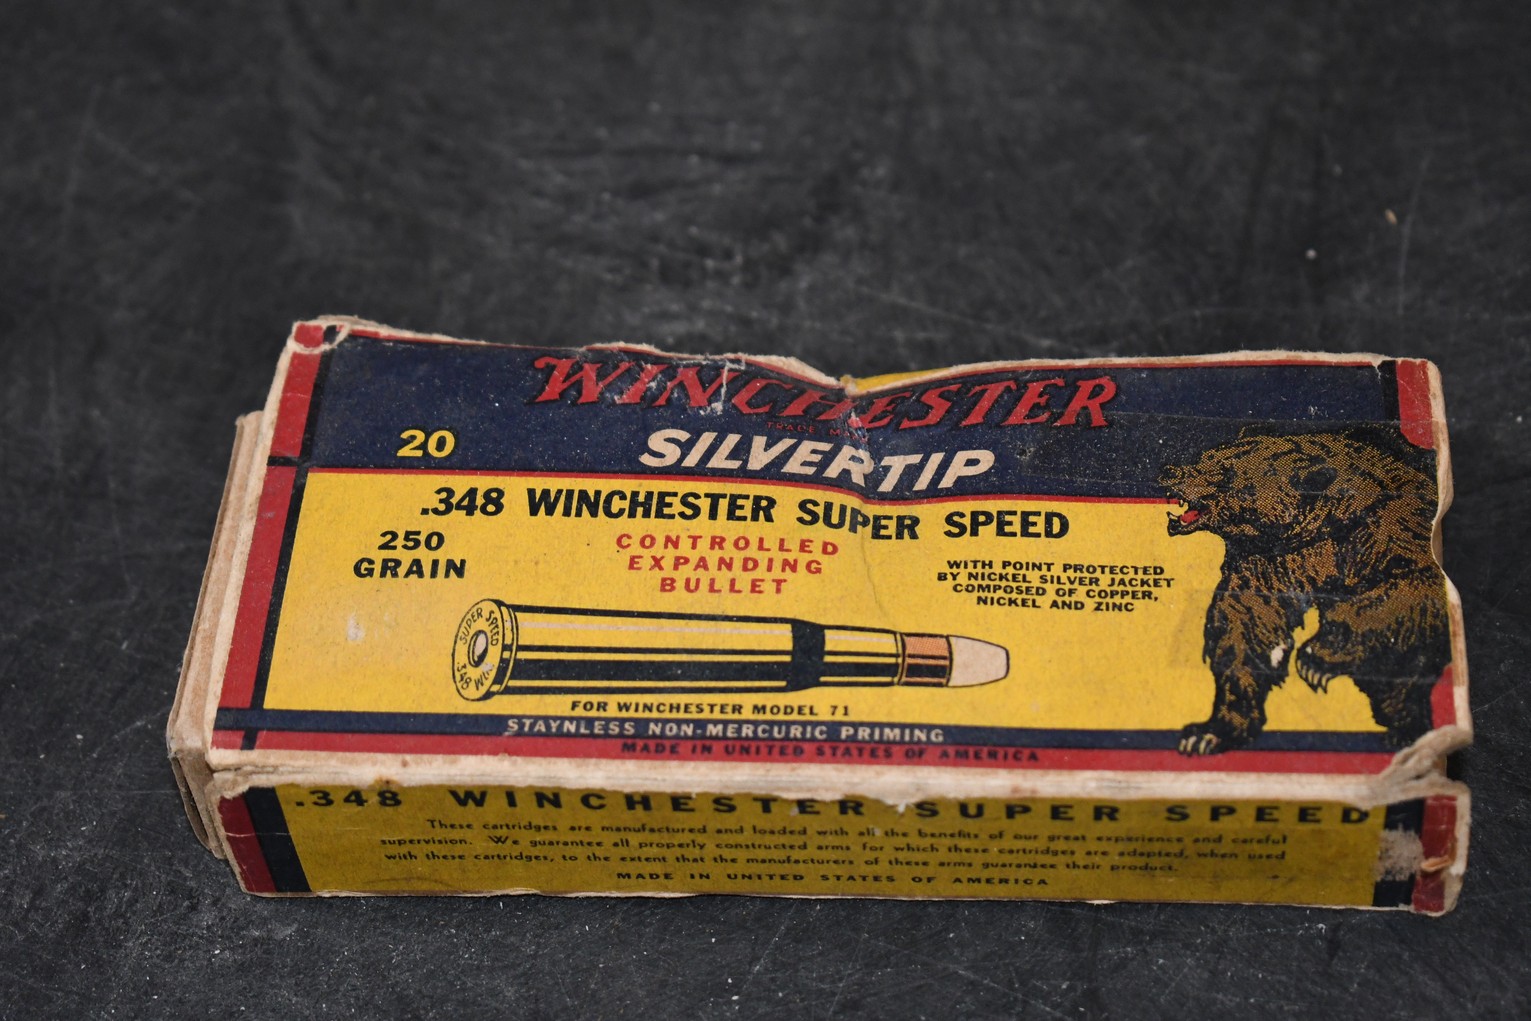 WINCHESTER
TRADE MARK
20
SILVERTIP
.348 WINCHESTER SUPER SPEED
250
GRAIN
CONTROLLED
EXPANDING
BULLET
WITH POINT PROTECTED
BY NICKEL SILVER JACKET
COMPOSED OF COPPER,
NICKEL AND ZINC
SUPER SPEED
.348 WIN
FOR WINCHESTER MODEL 71
STAYNLESS NON-MERCURIC PRIMING
MADE IN UNITED STATES OF AMERICA
.348 WINCHESTER SUPER SPEED
These cartridges are manufactured and loaded with all the benefits of our great experience and careful
supervision. We guarantee all properly constructed arms for which these cartridges are adapted, when used
with these cartridges, to the extent that the manufacturers of these arms guarantee their product.
MADE IN UNITED STATES OF AMERICA